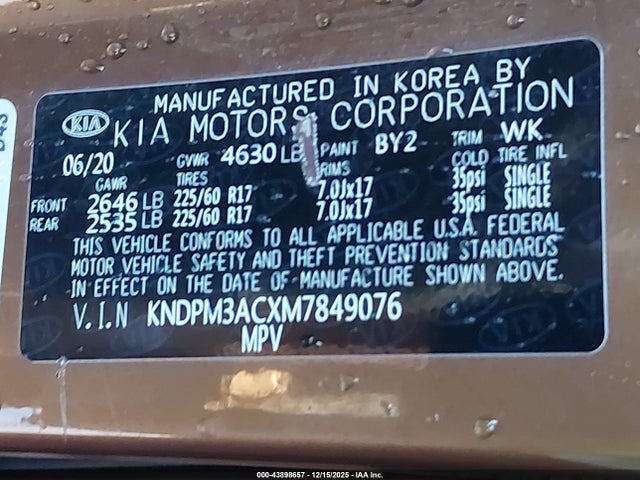 MANUFACTURED IN KOREA BY
KIA KIA MOTORS CORPORATION
06/20 GVWR 4630 LB PAINT BY2 TRIM WK
GAWR TIRES RIMS COLD TIRE INFL
FRONT 2646 LB 225/60 R17 7.0Jx17 35psi SINGLE
REAR 2535 LB 225/60 R17 7.0Jx17 35psi SINGLE
THIS VEHICLE CONFORMS TO ALL APPLICABLE U.S.A. FEDERAL
MOTOR VEHICLE SAFETY AND THEFT PREVENTION STANDARDS
IN EFFECT ON THE DATE OF MANUFACTURE SHOWN ABOVE.
V.I.N KNDPM3ACXM7849076
MPV
000-43898657 - 12/15/2025 - IAA Inc.